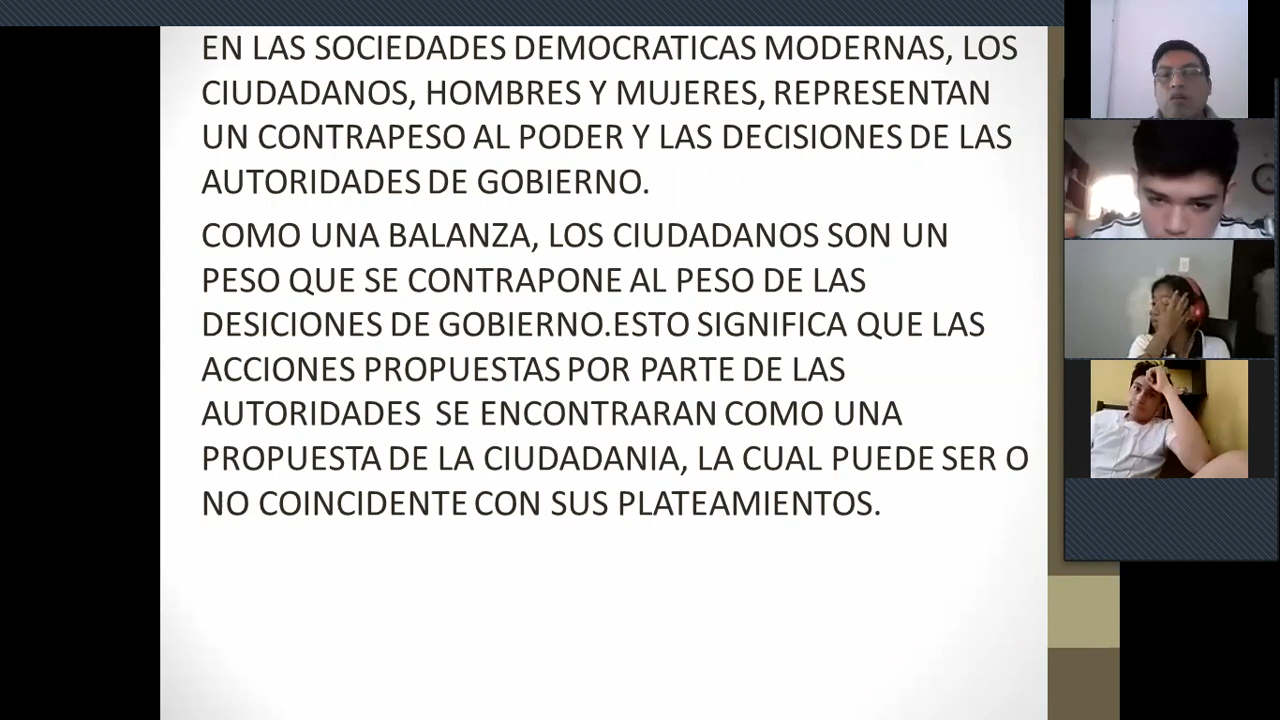 EN LAS SOCIEDADES DEMOCRATICAS MODERNAS, LOS
CIUDADANOS, HOMBRES Y MUJERES, REPRESENTAN
UN CONTRAPESO AL PODER Y LAS DECISIONES DE LAS
AUTORIDADES DE GOBIERNO.
COMO UNA BALANZA, LOS CIUDADANOS SON UN
PESO QUE SE CONTRAPONE AL PESO DE LAS
DESICIONES DE GOBIERNO.ESTO SIGNIFICA QUE LAS
ACCIONES PROPUESTAS POR PARTE DE LAS
AUTORIDADES  SE ENCONTRARAN COMO UNA
PROPUESTA DE LA CIUDADANIA, LA CUAL PUEDE SER O
NO COINCIDENTE CON SUS PLATEAMIENTOS.